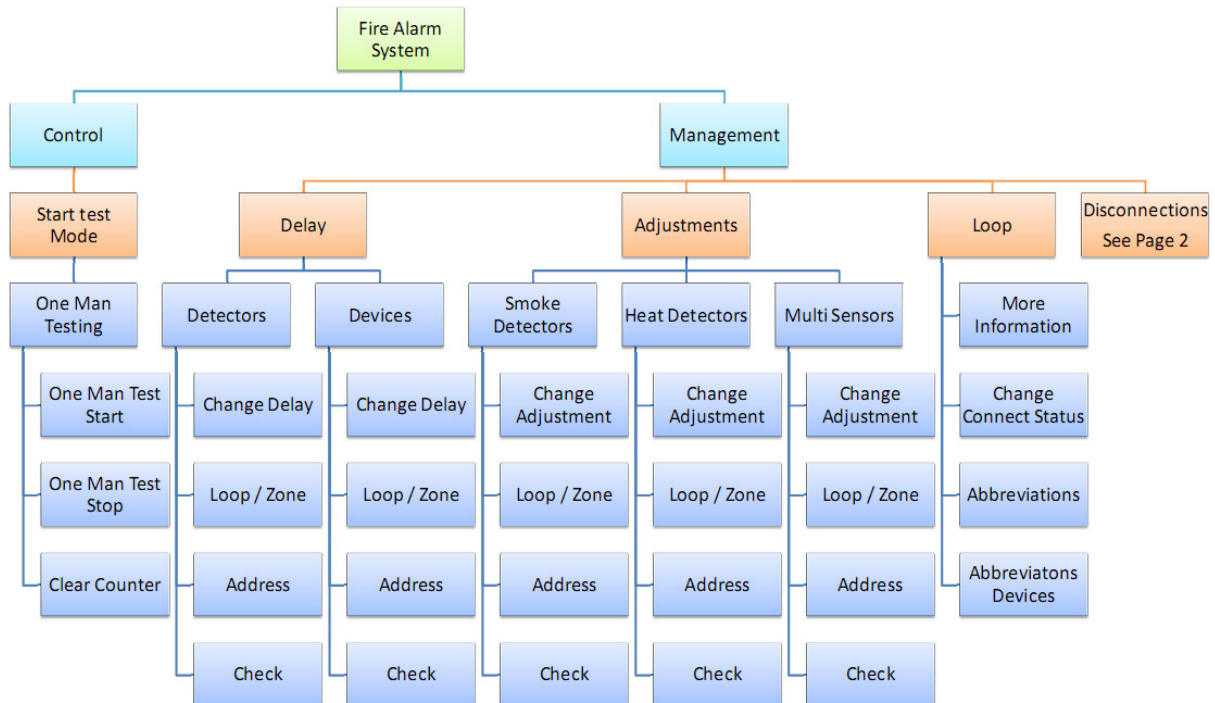 Fire Alarm
System
Control
Management
Start test
Mode
Delay
Adjustments
Loop
Disconnections
See Page 2
One Man
Testing
Detectors
Devices
Smoke
Detectors
Heat Detectors
Multi Sensors
More
Information
One Man Test
Start
Change Delay
Change Delay
Change
Adjustment
Change
Adjustment
Change
Adjustment
Change
Connect Status
One Man Test
Stop
Loop / Zone
Loop / Zone
Loop / Zone
Loop / Zone
Loop / Zone
Abbreviations
Clear Counter
Address
Address
Address
Address
Address
Abbreviatons
Devices
Check
Check
Check
Check
Check